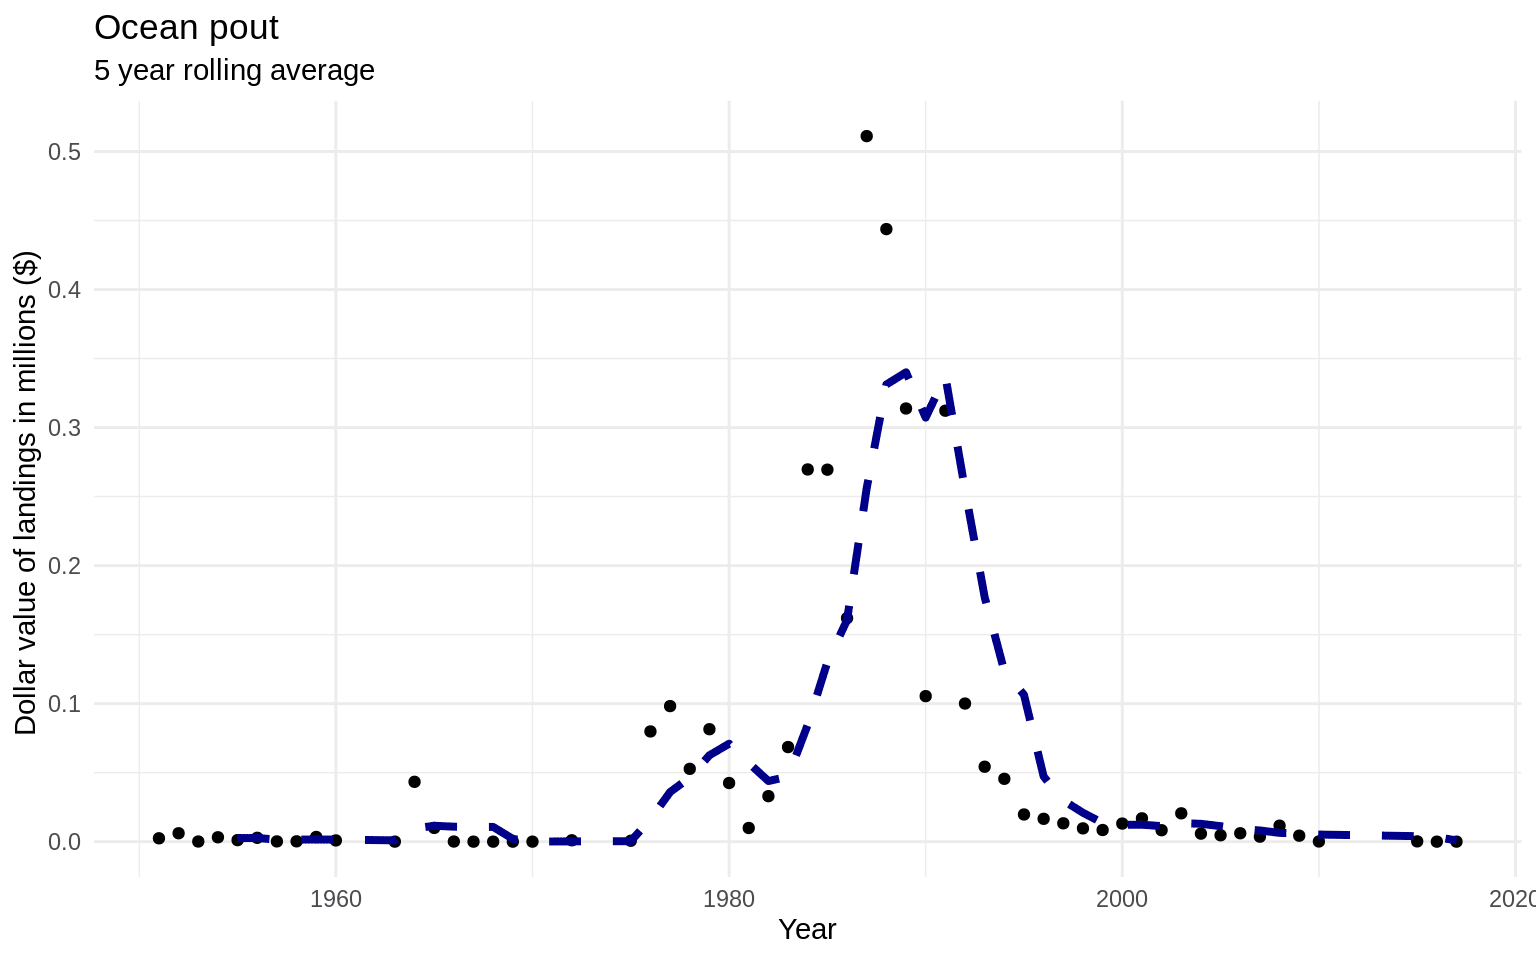 Ocean pout
5 year rolling average
Dollar value of landings in millions ($)
0.5
0.4
0.3
0.2
0.1
0.0
1960
1980
2000
2020
Year